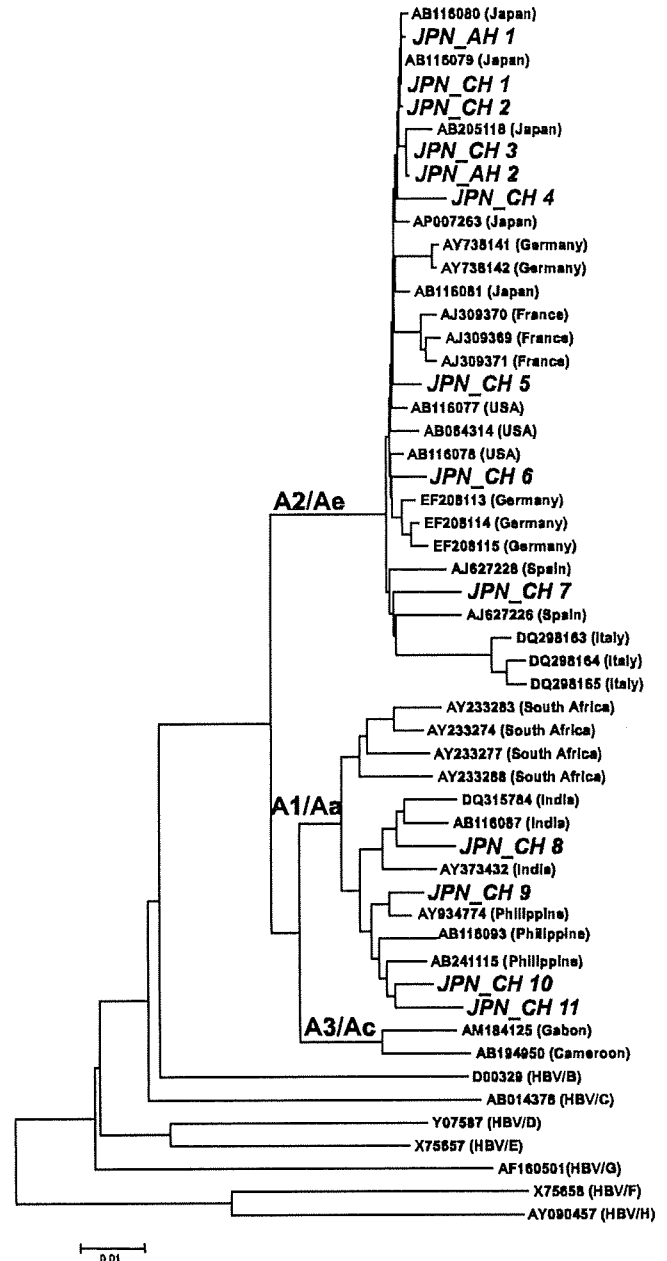 AB116080 (Japan)
JPN_AH 1
AB116079 (Japan)
JPN_CH 1
JPN_CH 2
AB205118 (Japan)
JPN_CH 3
JPN_AH 2
JPN_CH 4
AP007263 (Japan)
AY738141 (Germany)
AY738142 (Germany)
AB116081 (Japan)
AJ309370 (France)
AJ309369 (France)
AJ309371 (France)
JPN_CH 5
AB116077 (USA)
AB064314 (USA)
AB116078 (USA)
JPN_CH 6
A2/Ae
EF208113 (Germany)
EF208114 (Germany)
EF208115 (Germany)
AJ627228 (Spain)
JPN_CH 7
AJ627226 (Spain)
DQ298163 (Italy)
DQ298164 (Italy)
DQ298165 (Italy)
AY233283 (South Africa)
AY233274 (South Africa)
AY233277 (South Africa)
AY233288 (South Africa)
A1/Aa
DQ315784 (India)
AB116087 (India)
JPN_CH 8
AY373432 (India)
JPN_CH 9
AY934774 (Philippine)
AB116093 (Philippine)
AB241115 (Philippine)
JPN_CH 10
JPN_CH 11
A3/Ac
AM184125 (Gabon)
AB194950 (Cameroon)
D00329 (HBV/B)
AB014378 (HBV/C)
Y07587 (HBV/D)
X75657 (HBV/E)
AF160501(HBV/G)
X75658 (HBV/F)
AY090457 (HBV/H)
0.01